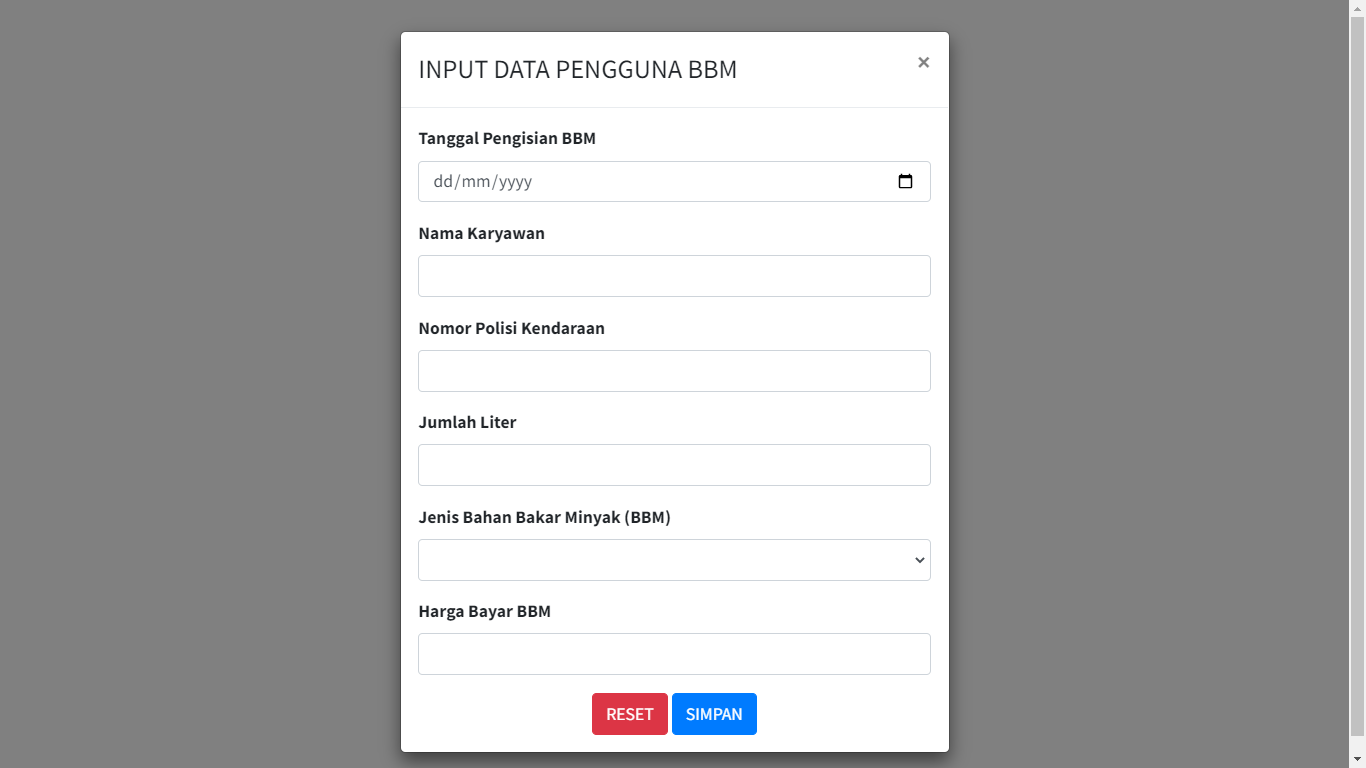 INPUT DATA PENGGUNA BBM
×
Tanggal Pengisian BBM
dd/mm/yyyy
Nama Karyawan
Nomor Polisi Kendaraan
Jumlah Liter
Jenis Bahan Bakar Minyak (BBM)
Harga Bayar BBM
RESET SIMPAN